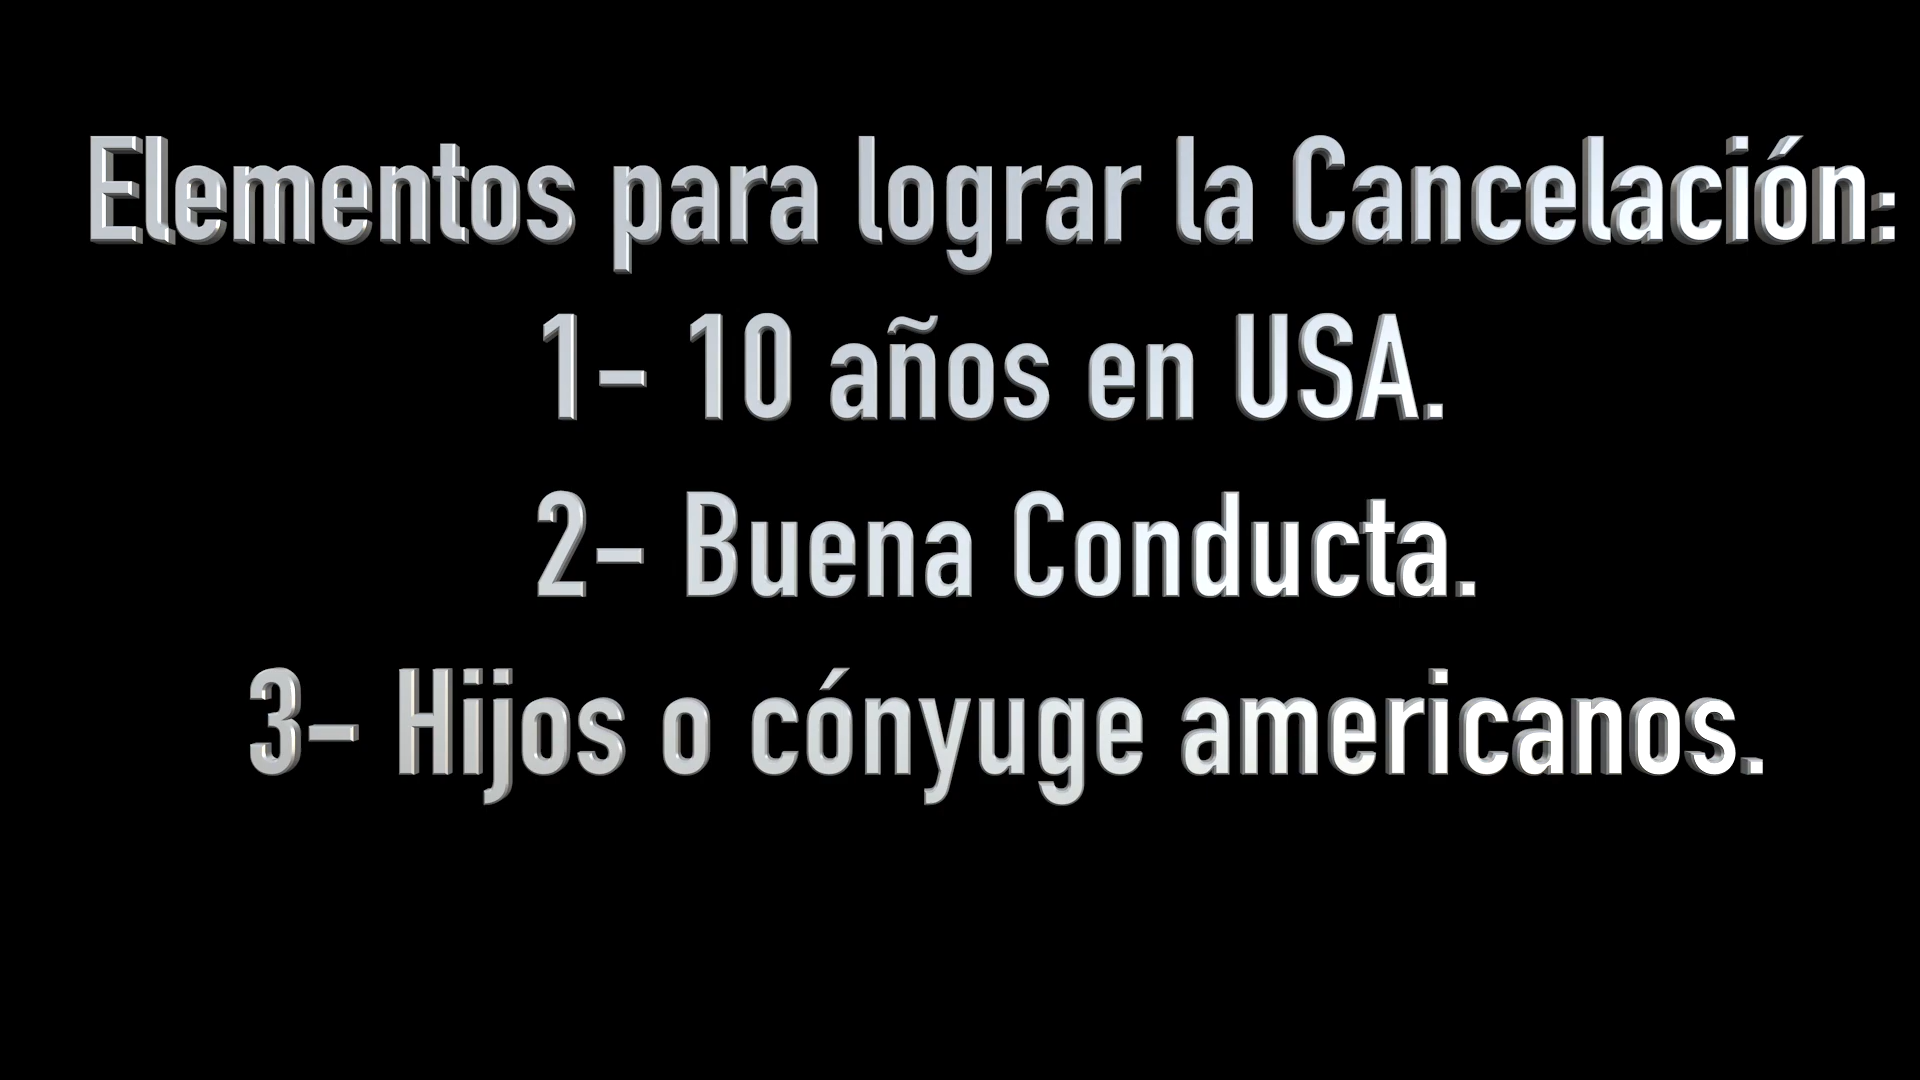 Elementos para lograr la Cancelación:
1- 10 años en USA.
2- Buena Conducta.
3- Hijos o cónyuge americanos.